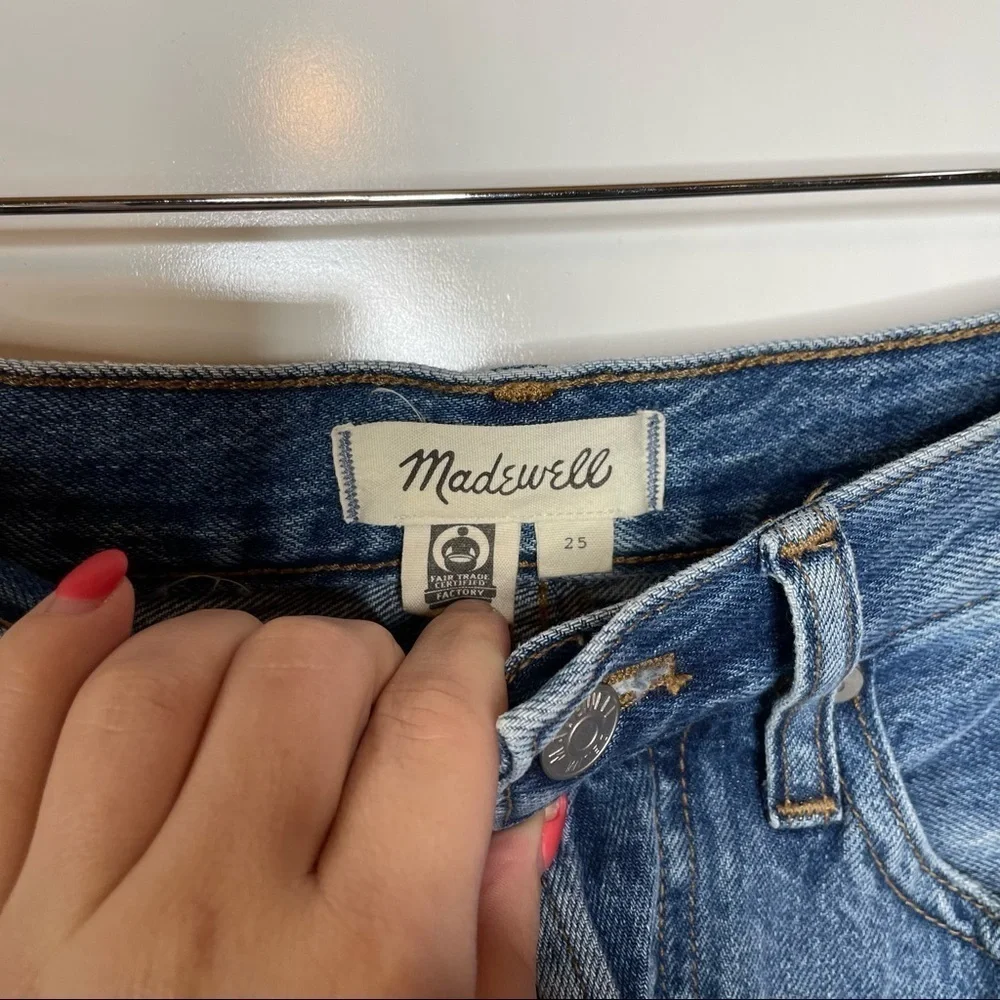 Madewell
FAIR TRADE
CERTIFIED
FACTORY
25